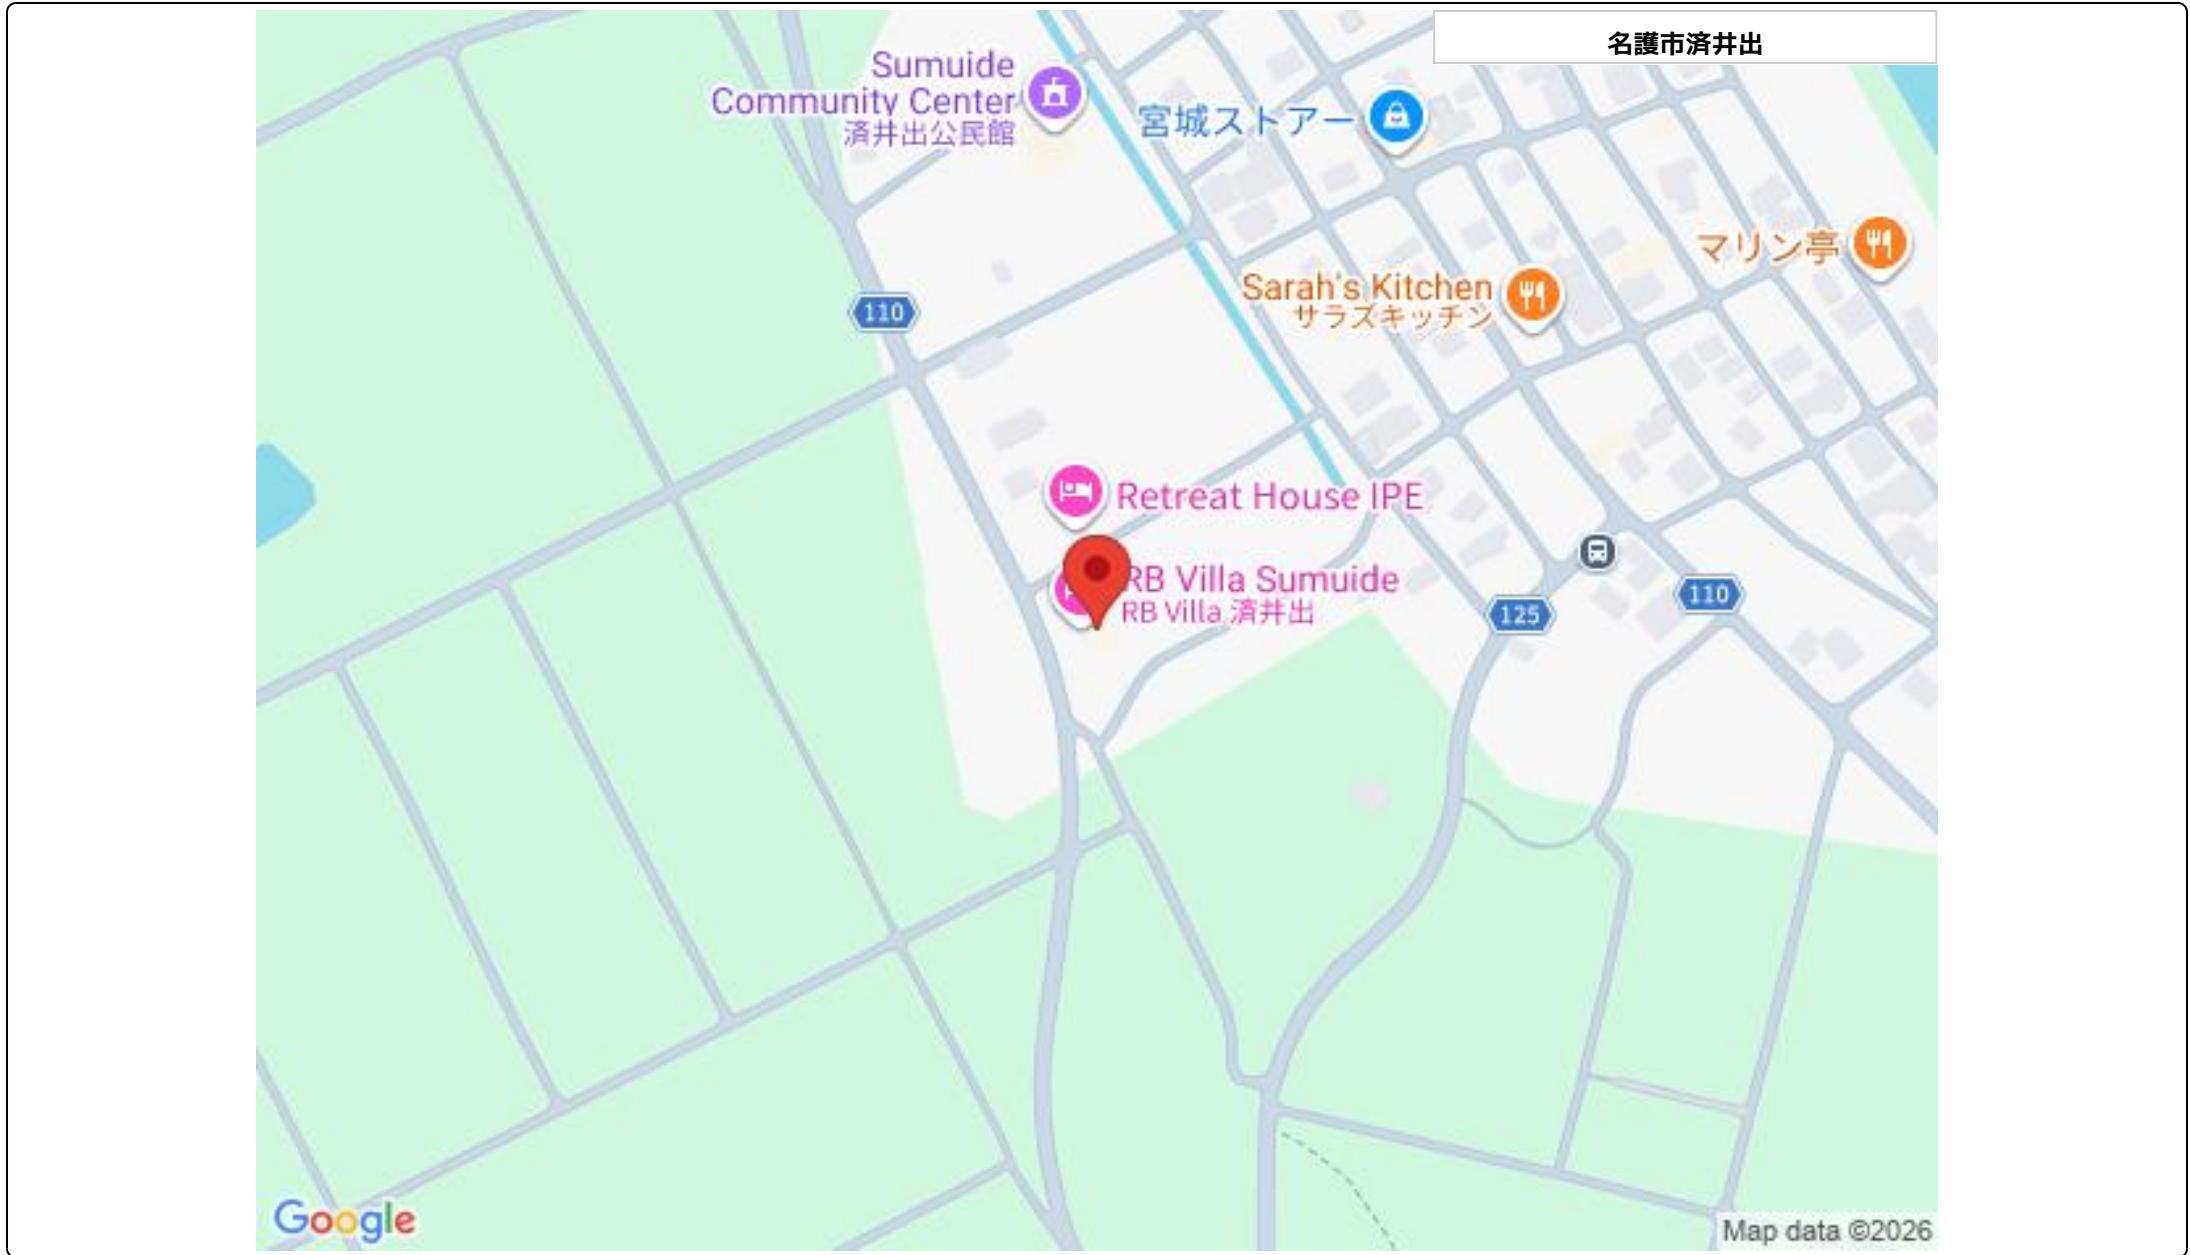 名護市済井出
Sumuide
Community Center
済井出公民館
宮城ストアー
マリン亭
Sarah's Kitchen
サラズキッチン
110
Retreat House IPE
RB Villa Sumuide
RB Villa 済井出
125
110
Google
Map data ©2026